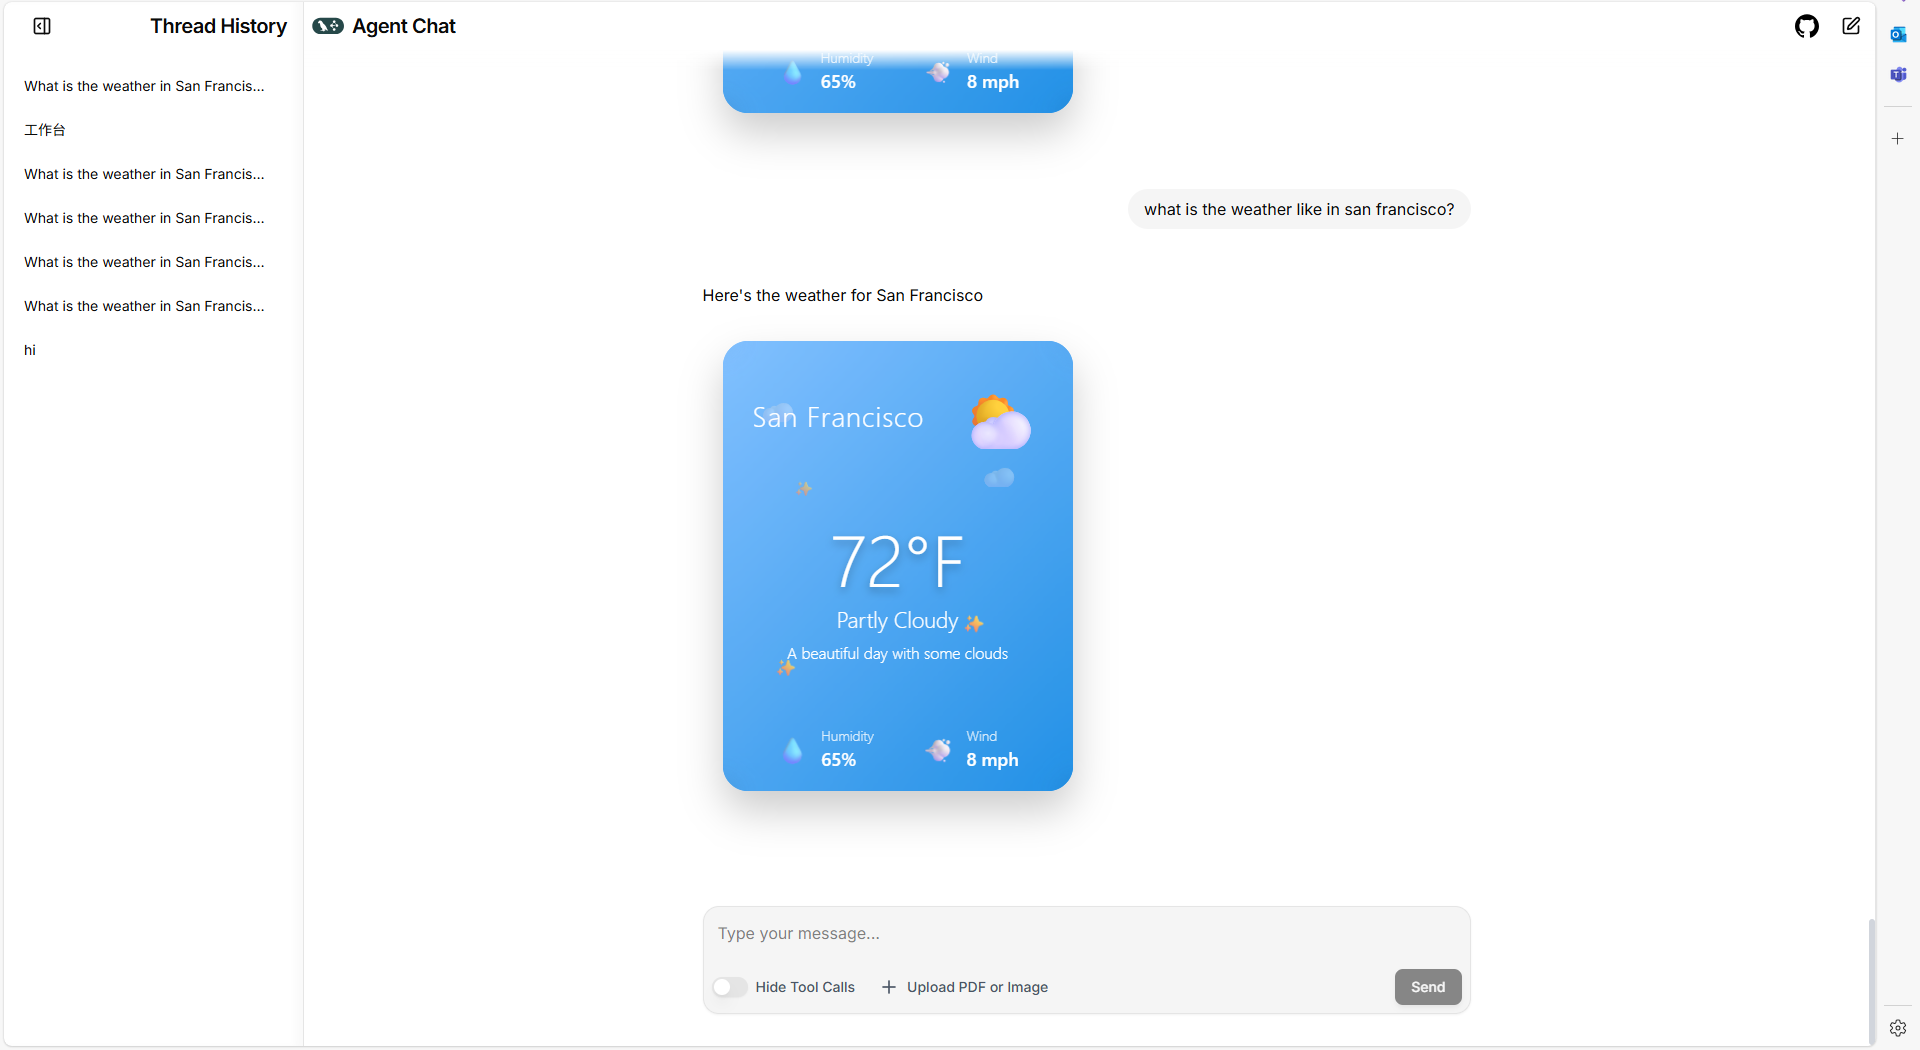 Thread History
What is the weather in San Francis...
工作台
What is the weather in San Francis...
What is the weather in San Francis...
What is the weather in San Francis...
What is the weather in San Francis...
hi
Agent Chat
Humidity
65%
Wind
8 mph
what is the weather like in san francisco?
Here's the weather for San Francisco
San Francisco
72°F
Partly Cloudy
A beautiful day with some clouds
Humidity
65%
Wind
8 mph
Type your message...
Hide Tool Calls
Upload PDF or Image
Send